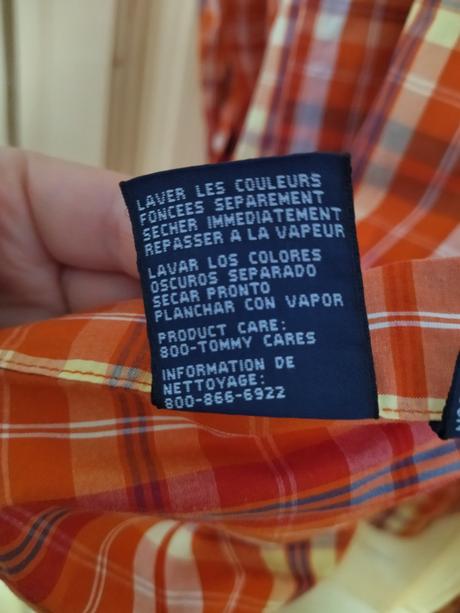 LAVER LES COULEURS
FONCEES SEPAREMENT
SECHER IMMEDIATEMENT
REPASSER A LA VAPEUR
LAVAR LOS COLORES
OSCUROS SEPARADO
SECAR PRONTO
PLANCHAR CON VAPOR
PRODUCT CARE:
800-TOMMY CARES
INFORMATION DE
NETTOYAGE:
800-866-6922